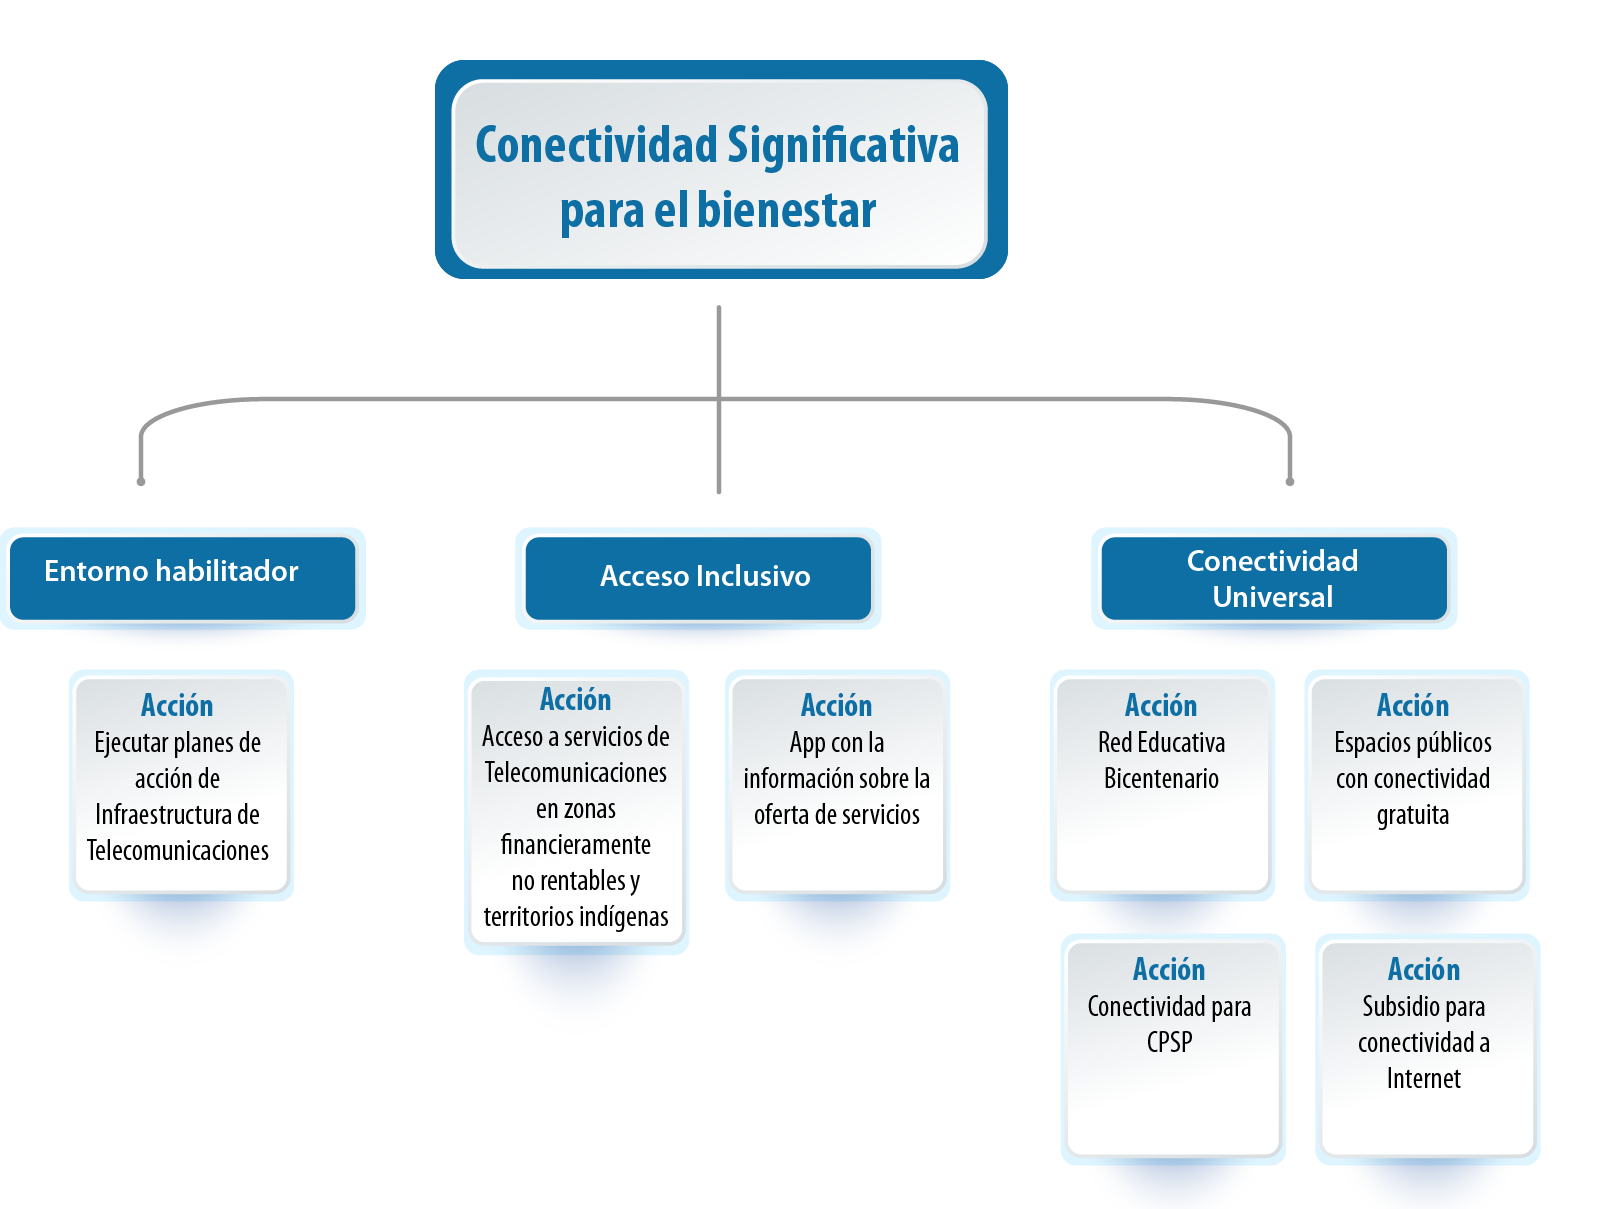 Conectividad Significativa
para el bienestar
Entorno habilitador
Acción
Ejecutar planes de
acción de
Infraestructura de
Telecomunicaciones
Acceso Inclusivo
Acción
Acceso a servicios de
Telecomunicaciones
en zonas
financieramente
no rentables y
territorios indígenas
Acción
App con la
información sobre la
oferta de servicios
Conectividad
Universal
Acción
Red Educativa
Bicentenario
Acción
Espacios públicos
con conectividad
gratuita
Acción
Conectividad para
CPSP
Acción
Subsidio para
conectividad a
Internet